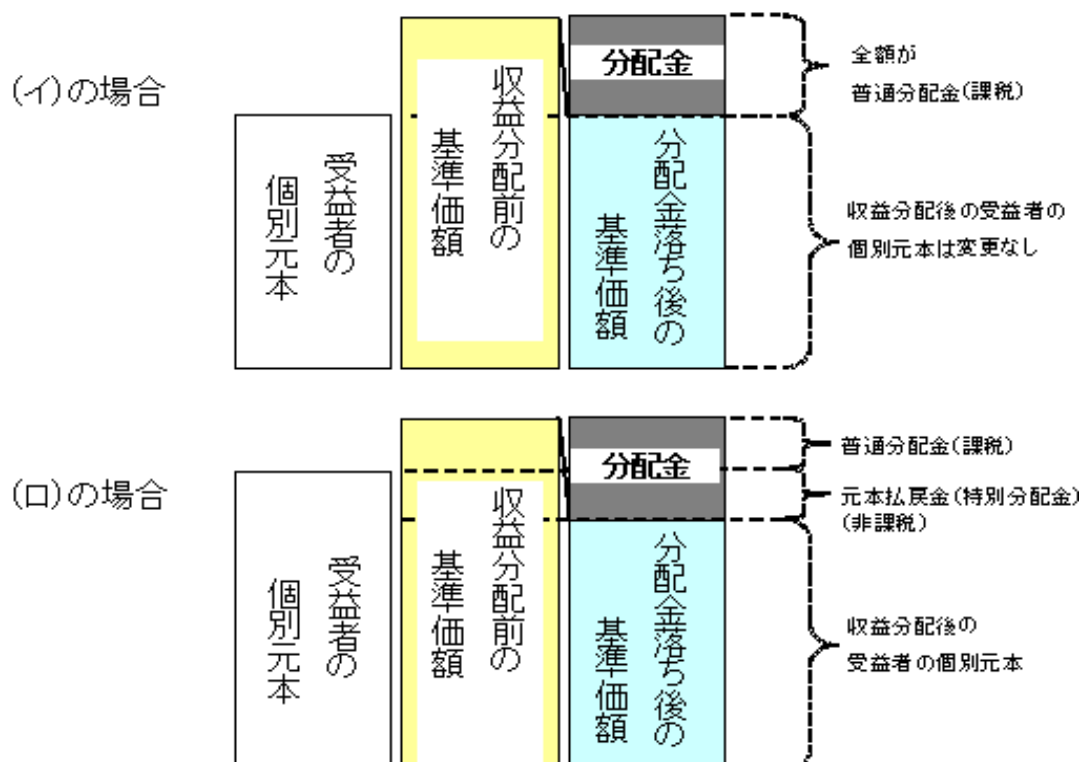 (イ)の場合
受益者の
個別元本
収益分配前の
基準価額
分配金
分配金落ち後の
基準価額
全額が
普通分配金(課税)
収益分配後の受益者の
個別元本は変更なし
(ロ)の場合
受益者の
個別元本
収益分配前の
基準価額
分配金
分配金落ち後の
基準価額
普通分配金(課税)
元本払戻金(特別分配金)
(非課税)
収益分配後の
受益者の個別元本